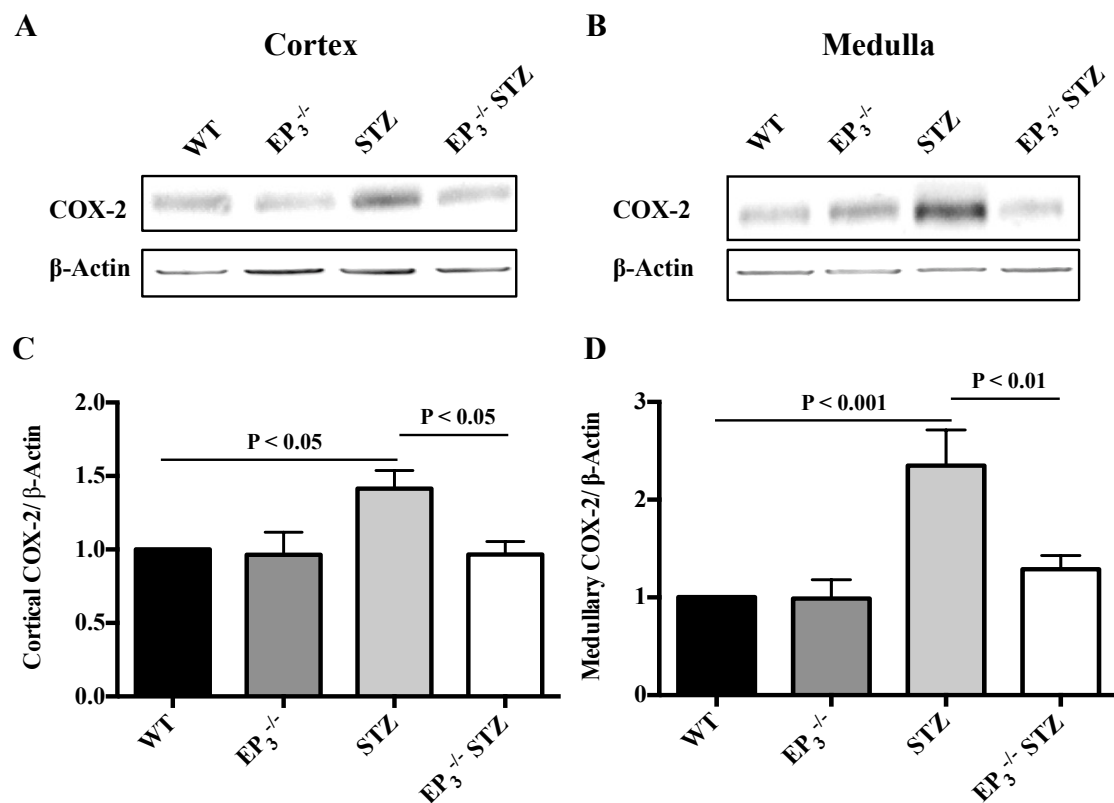 A
Cortex
WT
EP₃⁻/⁻
STZ
EP₃⁻/⁻ STZ
COX-2
β-Actin
B
Medulla
WT
EP₃⁻/⁻
STZ
EP₃⁻/⁻ STZ
COX-2
β-Actin
C
Cortical COX-2/ β-Actin
2.0
1.5
1.0
0.5
0.0
P < 0.05
P < 0.05
WT
EP₃⁻/⁻
STZ
EP₃⁻/⁻ STZ
D
Medullary COX-2/ β-Actin
3
2
1
0
P < 0.001
P < 0.01
WT
EP₃⁻/⁻
STZ
EP₃⁻/⁻ STZ